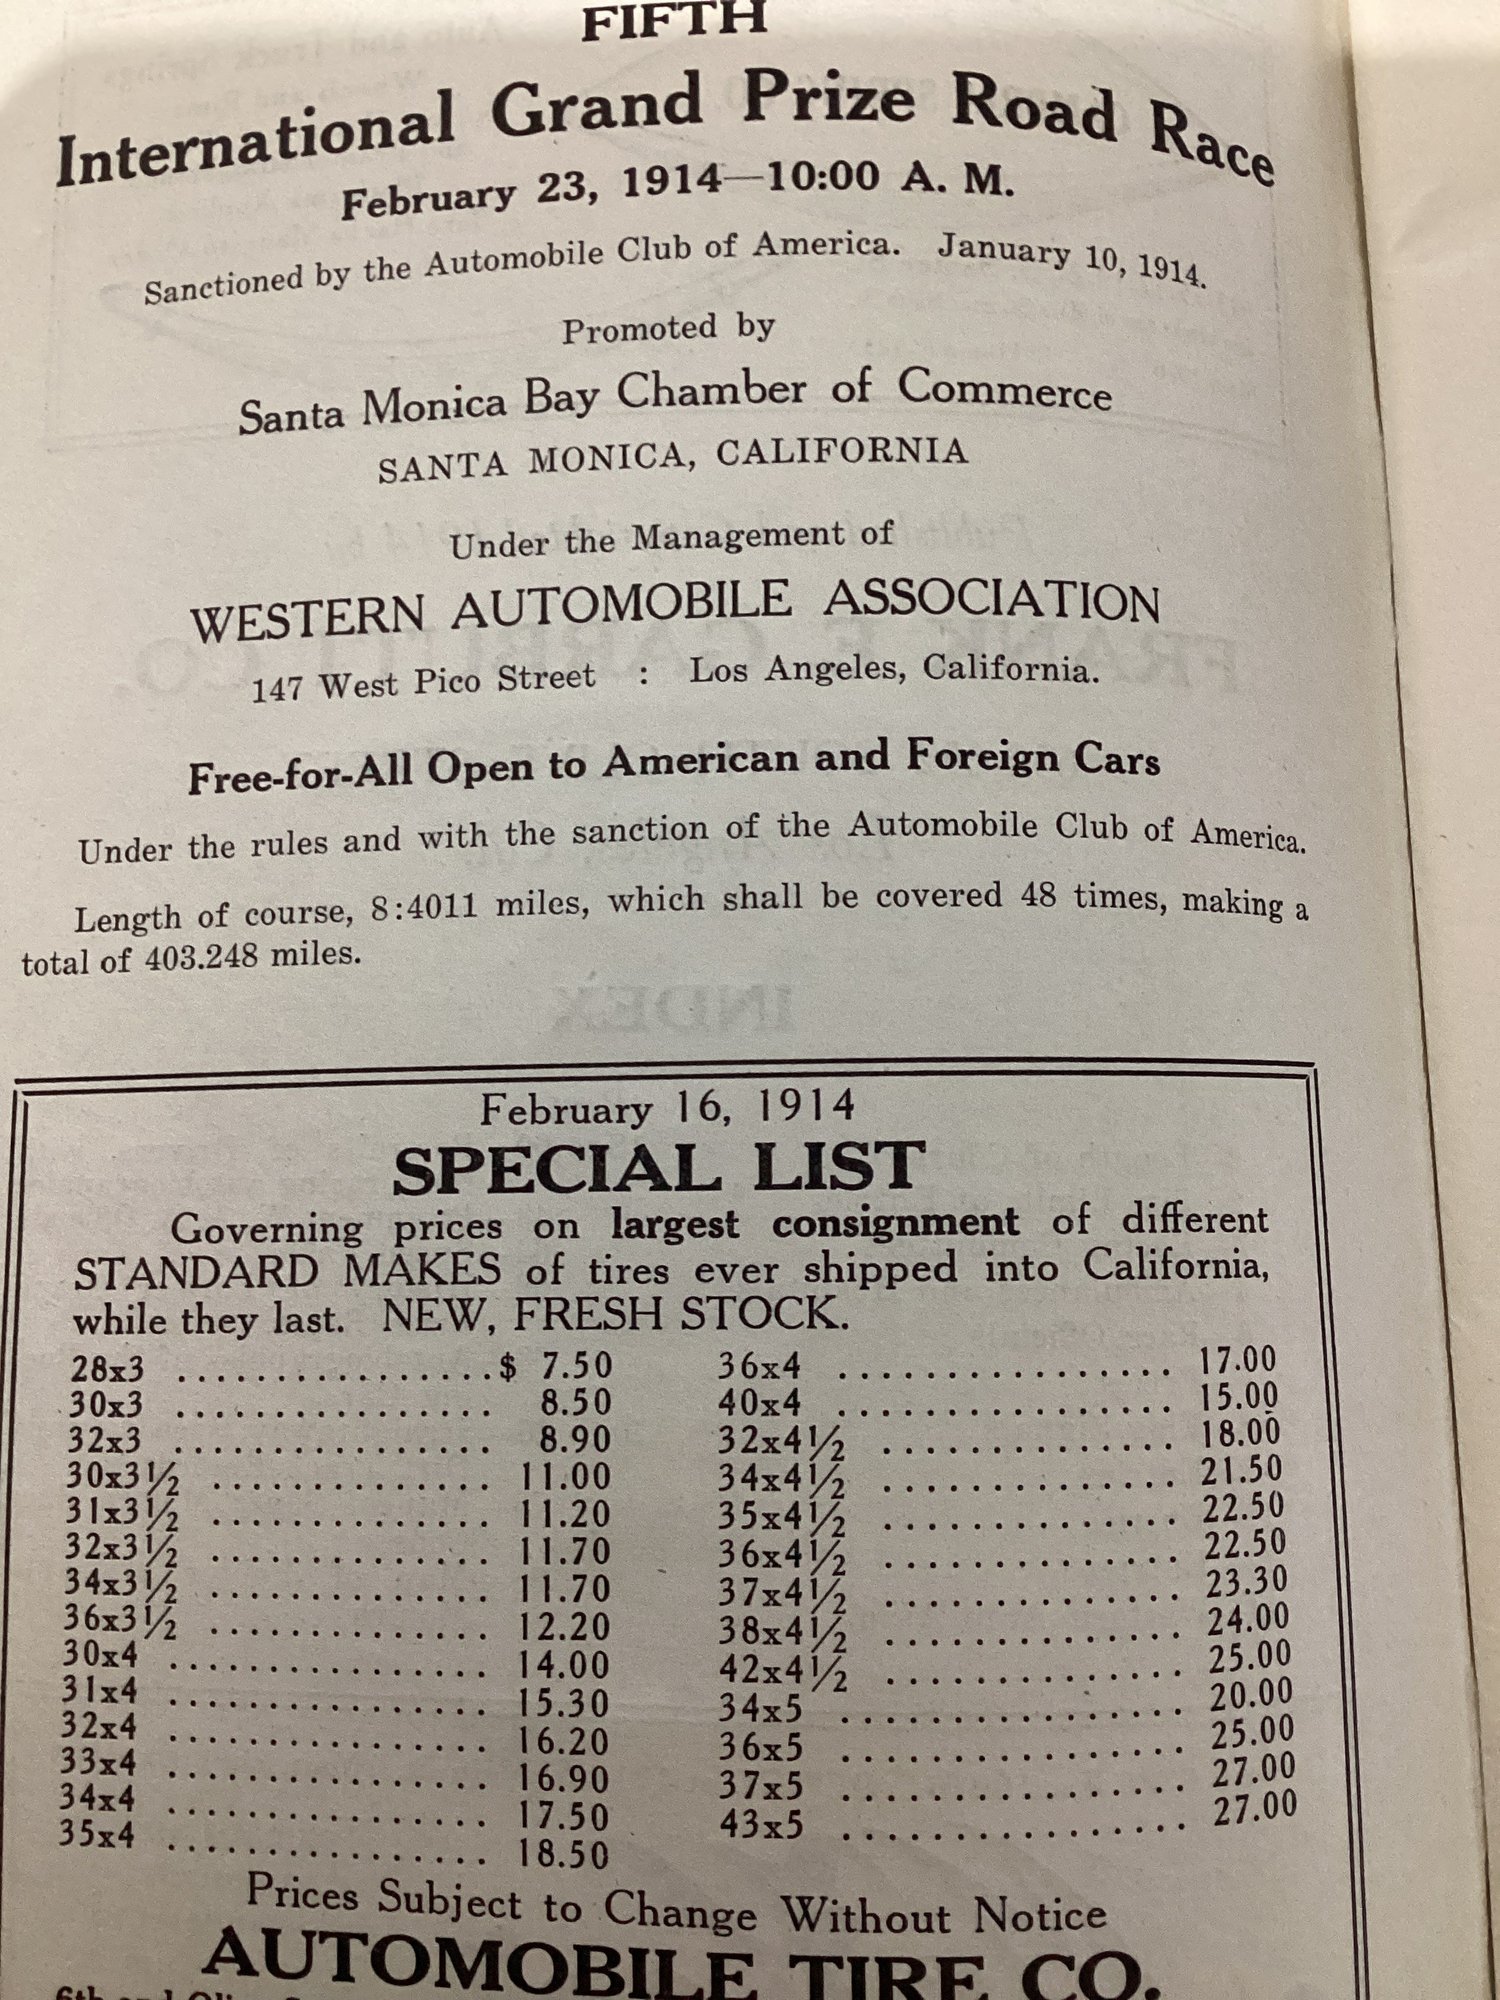 FIFTH
International Grand Prize Road Race
February 23, 1914—10:00 A. M.
Sanctioned by the Automobile Club of America. January 10, 1914.
Promoted by
Santa Monica Bay Chamber of Commerce
SANTA MONICA, CALIFORNIA
Under the Management of
WESTERN AUTOMOBILE ASSOCIATION
147 West Pico Street : Los Angeles, California.
Free-for-All Open to American and Foreign Cars
Under the rules and with the sanction of the Automobile Club of America.
Length of course, 8:4011 miles, which shall be covered 48 times, making a
total of 403.248 miles.
February 16, 1914
SPECIAL LIST
Governing prices on largest consignment of different
STANDARD MAKES of tires ever shipped into California,
while they last. NEW, FRESH STOCK.
28x3 ................$ 7.50
30x3 ................ 8.50
32x3 ................ 8.90
30x3½ .............. 11.00
31x3½ .............. 11.20
32x3½ .............. 11.70
34x3½ .............. 11.70
36x3½ .............. 12.20
30x4 ................ 14.00
31x4 ................ 15.30
32x4 ................ 16.20
33x4 ................ 16.90
34x4 ................ 17.50
35x4 ................ 18.50
36x4 ................ 17.00
40x4 ................ 15.00
32x4½ .............. 18.00
34x4½ .............. 21.50
35x4½ .............. 22.50
36x4½ .............. 22.50
37x4½ .............. 23.30
38x4½ .............. 24.00
42x4½ .............. 25.00
34x5 ................ 20.00
36x5 ................ 25.00
37x5 ................ 27.00
43x5 ................ 27.00
Prices Subject to Change Without Notice
AUTOMOBILE TIRE CO.
6th and